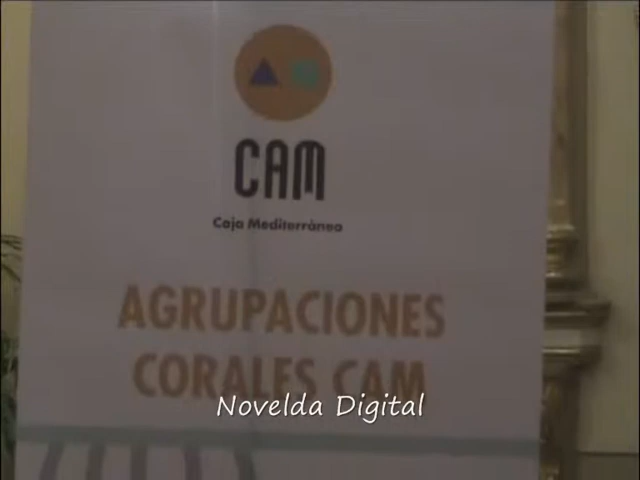 CAM
Caja Mediterráneo
AGRUPACIONES
CORALES CAM
Novelda Digital